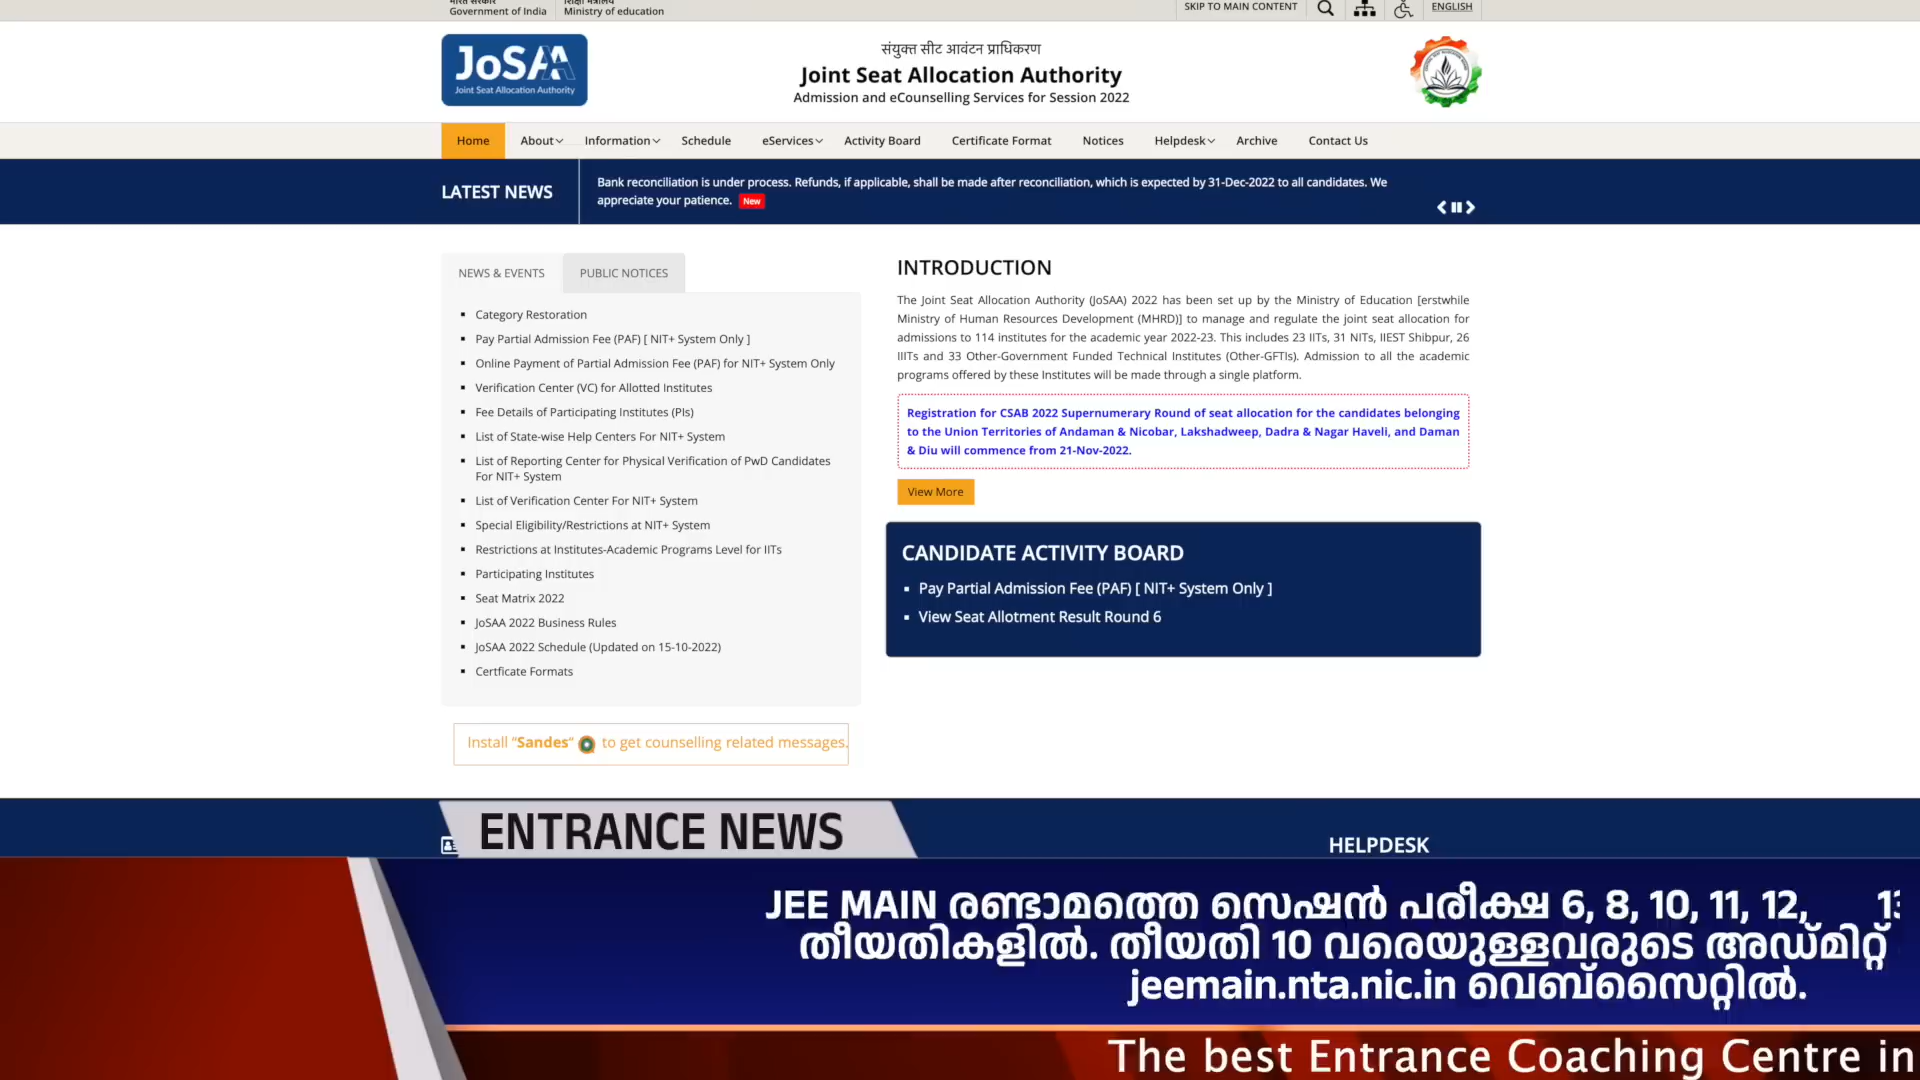 भारत सरकार
Government of India
शिक्षा मंत्रालय
Ministry of education
SKIP TO MAIN CONTENT
ENGLISH
JoSAA
Joint Seat Allocation Authority
संयुक्त सीट आवंटन प्राधिकरण
Joint Seat Allocation Authority
Admission and eCounselling Services for Session 2022
Home About Information Schedule eServices Activity Board Certificate Format Notices Helpdesk Archive Contact Us
LATEST NEWS
Bank reconciliation is under process. Refunds, if applicable, shall be made after reconciliation, which is expected by 31-Dec-2022 to all candidates. We
appreciate your patience. New
NEWS & EVENTS PUBLIC NOTICES
Category Restoration
Pay Partial Admission Fee (PAF) [ NIT+ System Only ]
Online Payment of Partial Admission Fee (PAF) for NIT+ System Only
Verification Center (VC) for Allotted Institutes
Fee Details of Participating Institutes (PIs)
List of State-wise Help Centers For NIT+ System
List of Reporting Center for Physical Verification of PwD Candidates
For NIT+ System
List of Verification Center For NIT+ System
Special Eligibility/Restrictions at NIT+ System
Restrictions at Institutes-Academic Programs Level for IITs
Participating Institutes
Seat Matrix 2022
JoSAA 2022 Business Rules
JoSAA 2022 Schedule (Updated on 15-10-2022)
Certficate Formats
Install "Sandes" to get counselling related messages.
INTRODUCTION
The Joint Seat Allocation Authority (JoSAA) 2022 has been set up by the Ministry of Education [erstwhile
Ministry of Human Resources Development (MHRD)] to manage and regulate the joint seat allocation for
admissions to 114 institutes for the academic year 2022-23. This includes 23 IITs, 31 NITs, IIEST Shibpur, 26
IIITs and 33 Other-Government Funded Technical Institutes (Other-GFTIs). Admission to all the academic
programs offered by these Institutes will be made through a single platform.
Registration for CSAB 2022 Supernumerary Round of seat allocation for the candidates belonging
to the Union Territories of Andaman & Nicobar, Lakshadweep, Dadra & Nagar Haveli, and Daman
& Diu will commence from 21-Nov-2022.
View More
CANDIDATE ACTIVITY BOARD
Pay Partial Admission Fee (PAF) [ NIT+ System Only ]
View Seat Allotment Result Round 6
ENTRANCE NEWS
HELPDESK
JEE MAIN രണ്ടാമത്തെ സെഷൻ പരീക്ഷ 6, 8, 10, 11, 12, 13
തീയതികളിൽ. തീയതി 10 വരെയുള്ളവരുടെ അഡ്മിറ്റ്
jeemain.nta.nic.in വെബ്സൈറ്റിൽ.
The best Entrance Coaching Centre in